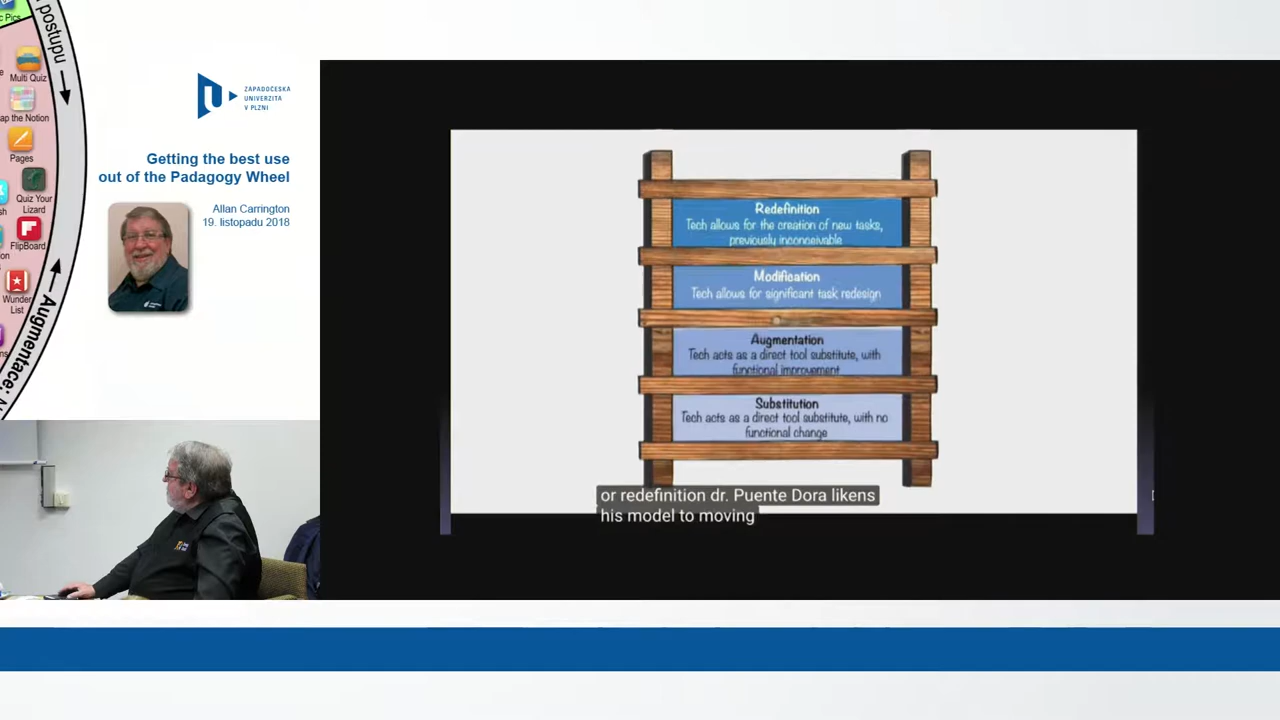 c Pics
postupu
Multi Quiz
ap the Notion
Pages
Quiz Your
Lizard
FlipBoard
Wunder
List
Augmentace:
ZÁPADOČESKÁ
UNIVERZITA
V PLZNI
Getting the best use
out of the Padagogy Wheel
Allan Carrington
19. listopadu 2018
Redefinition
Tech allows for the creation of new tasks,
previously inconceivable
Modification
Tech allows for significant task redesign
Augmentation
Tech acts as a direct tool substitute, with
functional improvement
Substitution
Tech acts as a direct tool substitute, with no
functional change
or redefinition dr. Puente Dora likens
his model to moving